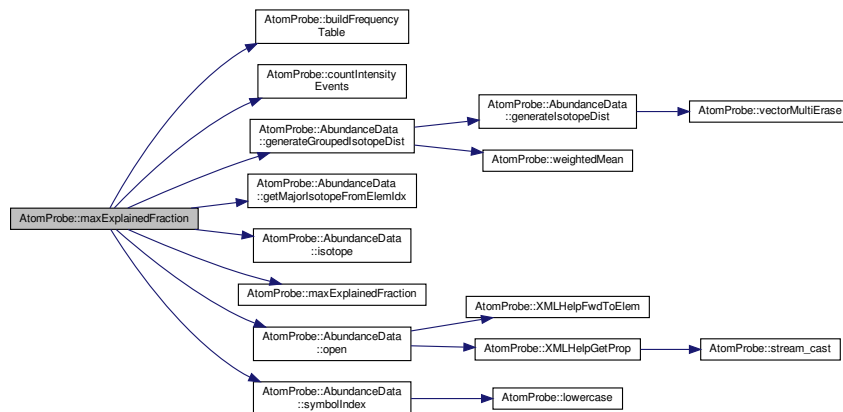 AtomProbe::maxExplainedFraction
AtomProbe::buildFrequency
Table
AtomProbe::countIntensity
Events
AtomProbe::AbundanceData
::generateGroupedIsotopeDist
AtomProbe::AbundanceData
::generateIsotopeDist
AtomProbe::vectorMultiErase
AtomProbe::weightedMean
AtomProbe::AbundanceData
::getMajorIsotopeFromElemIdx
AtomProbe::AbundanceData
::isotope
AtomProbe::maxExplainedFraction
AtomProbe::AbundanceData
::open
AtomProbe::XMLHelpFwdToElem
AtomProbe::XMLHelpGetProp
AtomProbe::stream_cast
AtomProbe::AbundanceData
::symbolIndex
AtomProbe::lowercase